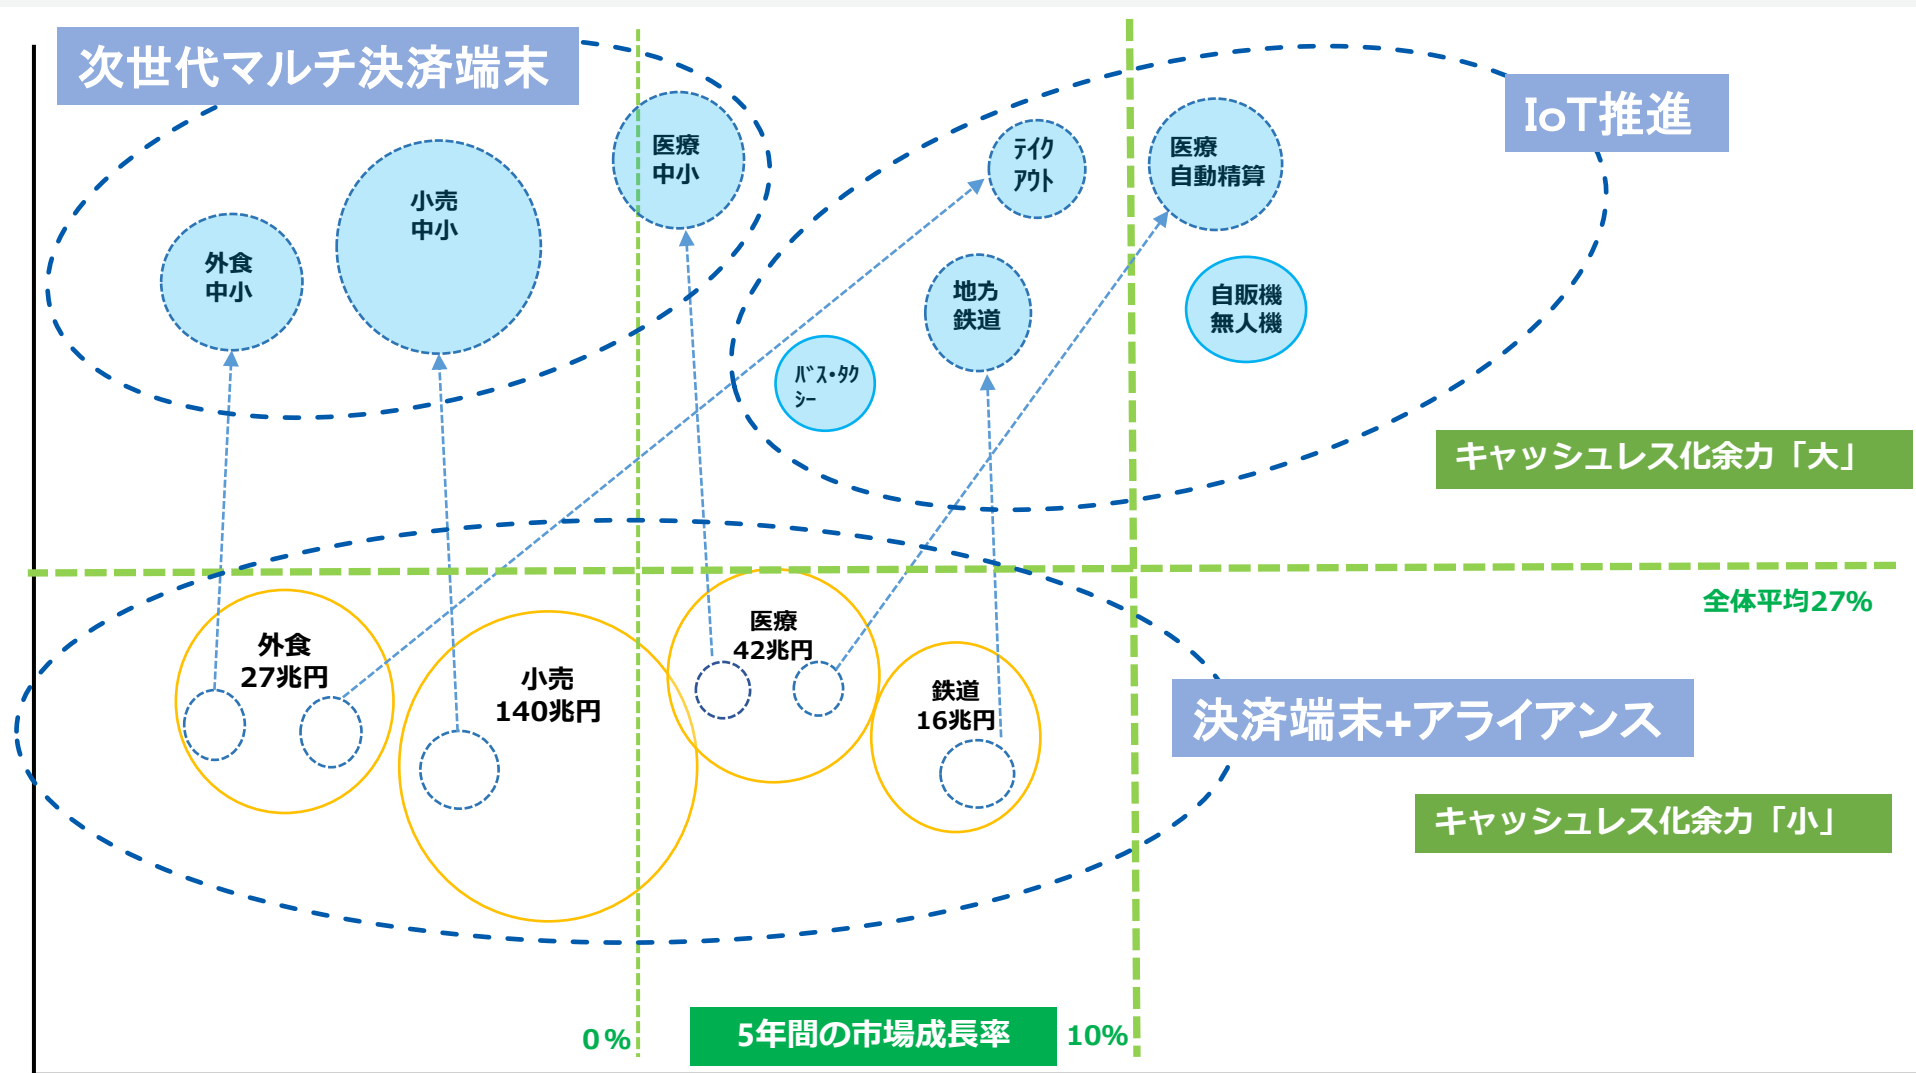 次世代マルチ決済端末
IoT推進
医療
中小
テイク
アウト
医療
自動精算
小売
中小
外食
中小
地方
鉄道
自販機
無人機
バス・タク
シー
キャッシュレス化余力「大」
全体平均27%
外食
27兆円
小売
140兆円
医療
42兆円
鉄道
16兆円
決済端末+アライアンス
キャッシュレス化余力「小」
0%
5年間の市場成長率
10%